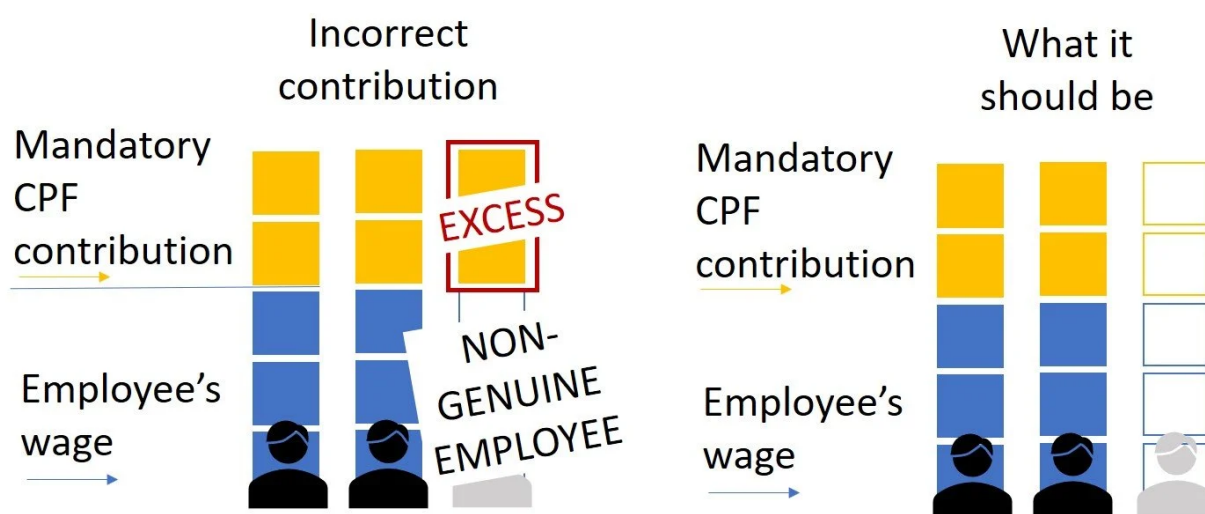 Incorrect
contribution
Mandatory
CPF
contribution
EXCESS
NON-
GENUINE
EMPLOYEE
Employee’s
wage
What it
should be
Mandatory
CPF
contribution
Employee’s
wage